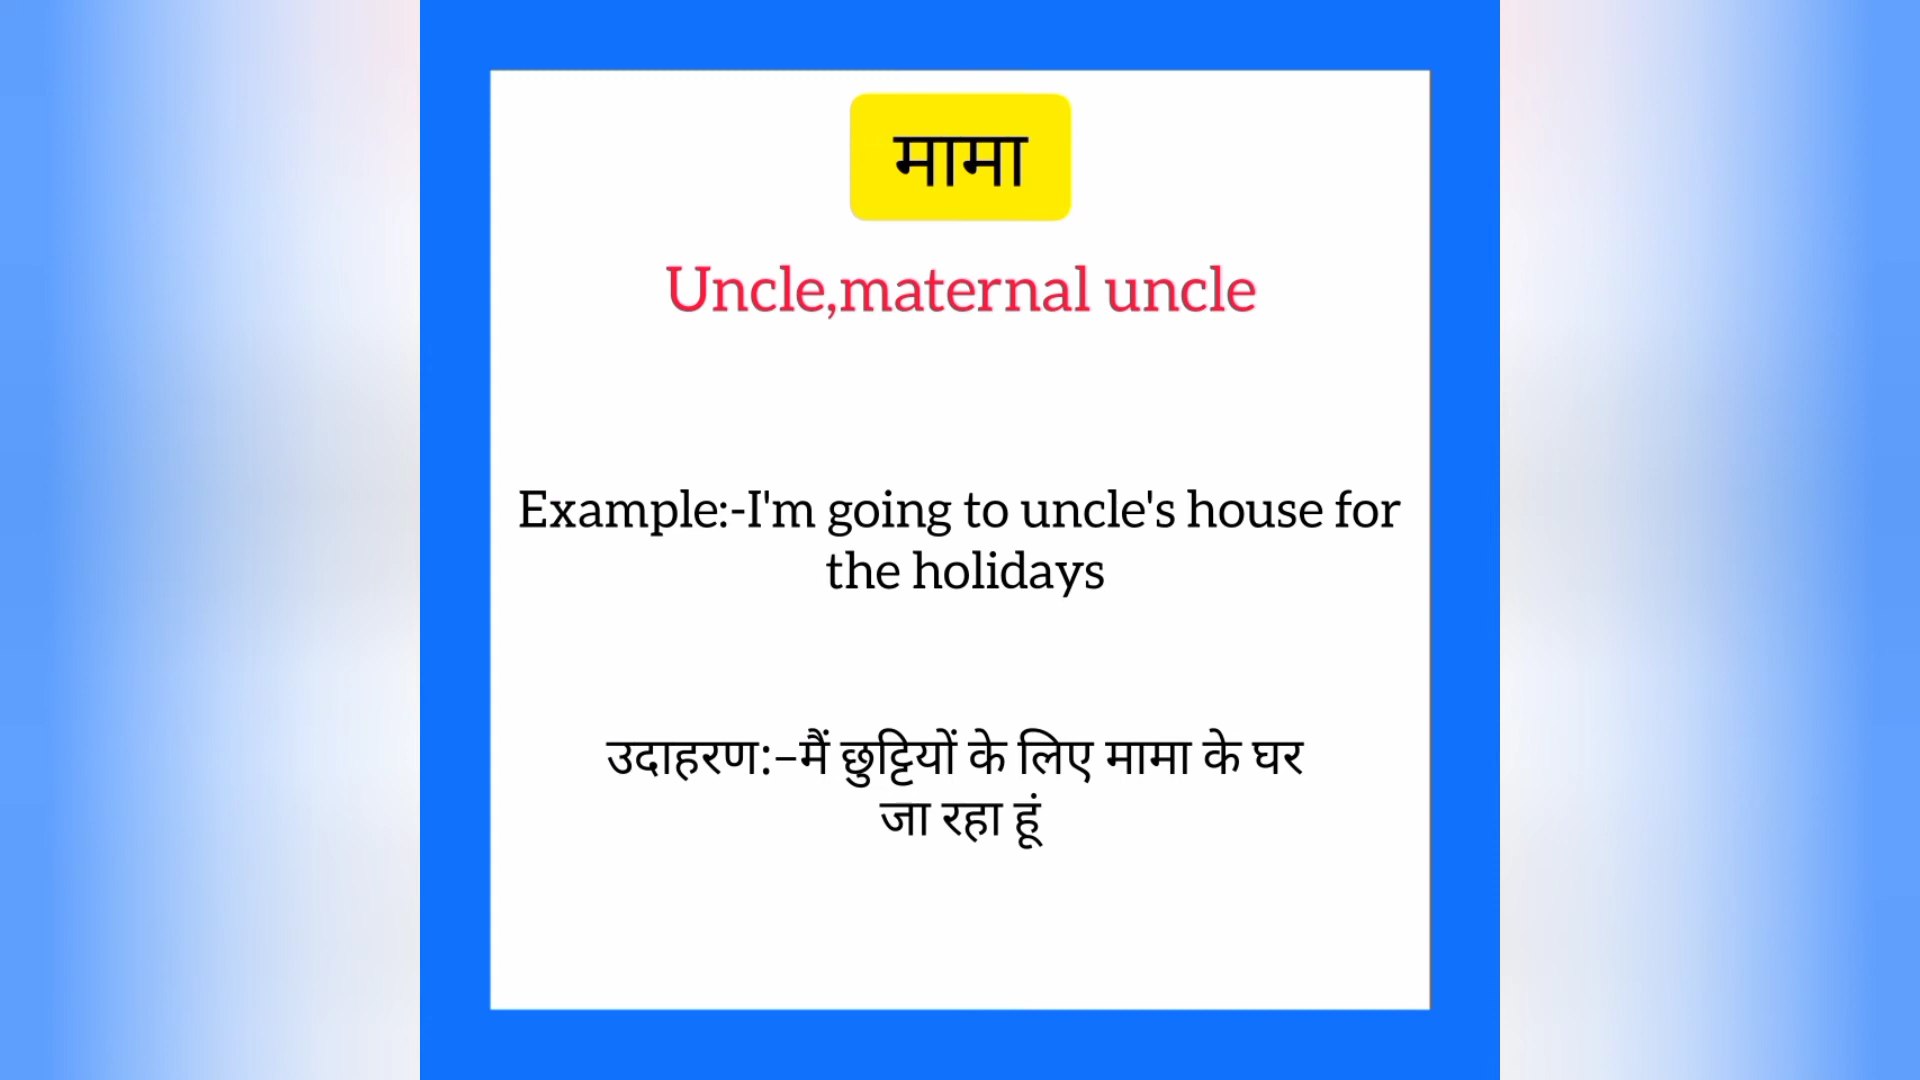 मामा
Uncle,maternal uncle
Example:-I'm going to uncle's house for
the holidays
उदाहरण:–मैं छुट्टियों के लिए मामा के घर
जा रहा हूं